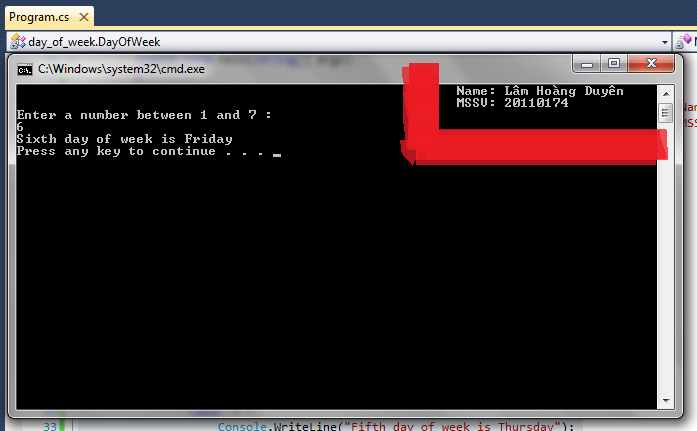 Program.cs
day_of_week.DayOfWeek
C:\Windows\system32\cmd.exe
Name: Lâm Hoàng Duyên
MSSV: 20110174
Enter a number between 1 and 7 :
6
Sixth day of week is Friday
Press any key to continue . . .
33 Console.WriteLine("Fifth day of week is Thursday");